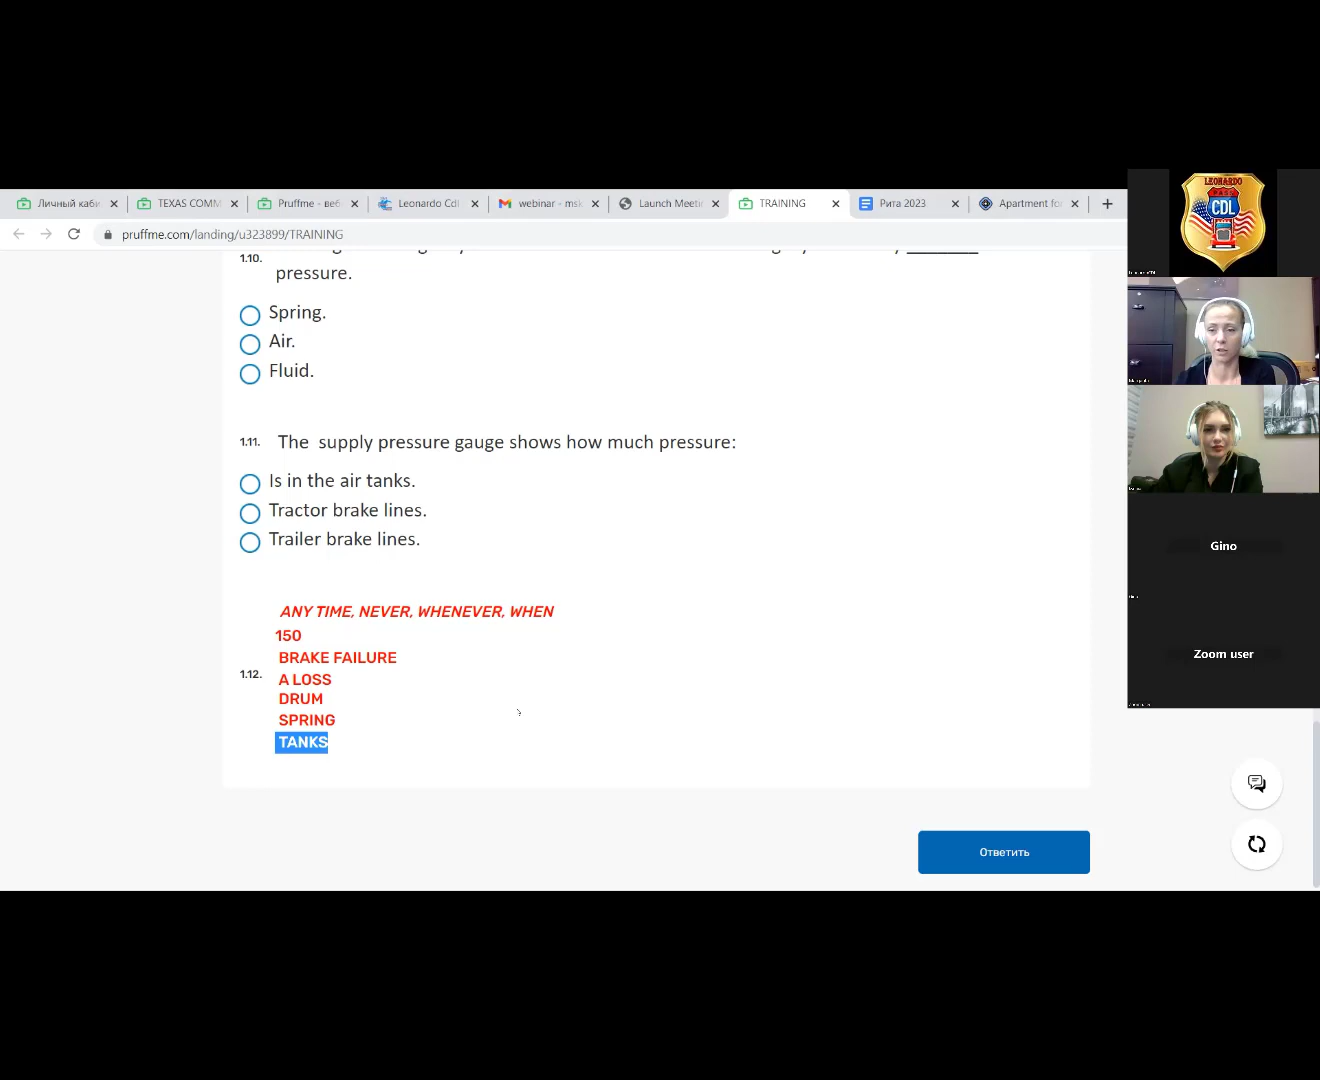 Личный каби
TEXAS COMM
Pruffme - веб
Leonardo Cdl
webinar - msk
Launch Meetin
TRAINING
Рита 2023
Apartment for
pruffme.com/landing/u323899/TRAINING
1.10.
pressure.
Spring.
Air.
Fluid.
1.11. The supply pressure gauge shows how much pressure:
Is in the air tanks.
Tractor brake lines.
Trailer brake lines.
1.12.
ANY TIME, NEVER, WHENEVER, WHEN
150
BRAKE FAILURE
A LOSS
DRUM
SPRING
TANKS
Ответить
LEONARDO
PASS
CDL
Gino
Zoom user